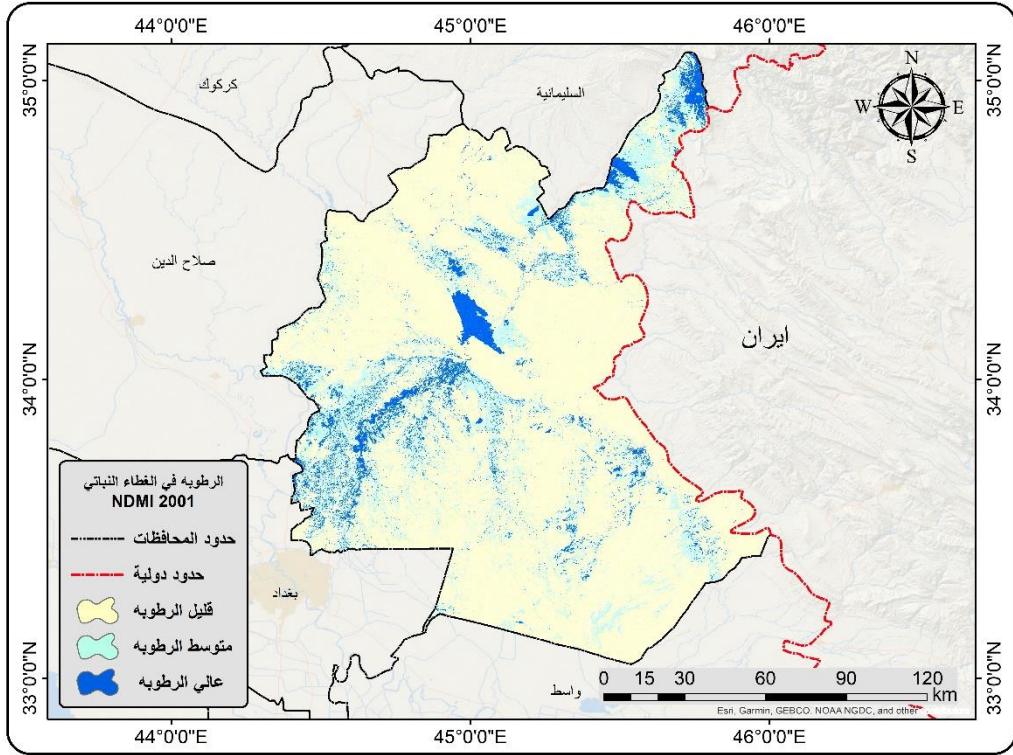 44°0'0"E 45°0'0"E 46°0'0"E
35°0'0"N
35°0'0"N
كركوك
السليمانية
N
W E
S
صلاح الدين
ايران
34°0'0"N
34°0'0"N
الرطوبه في الغطاء النباتي
NDMI 2001
حدود المحافظات
حدود دولية
قليل الرطوبه
متوسط الرطوبه
عالي الرطوبه
بغداد
واسط
0 15 30 60 90 120
km
Esri, Garmin, GEBCO, NOAA NGDC, and other
33°0'0"N
33°0'0"N
44°0'0"E 45°0'0"E 46°0'0"E